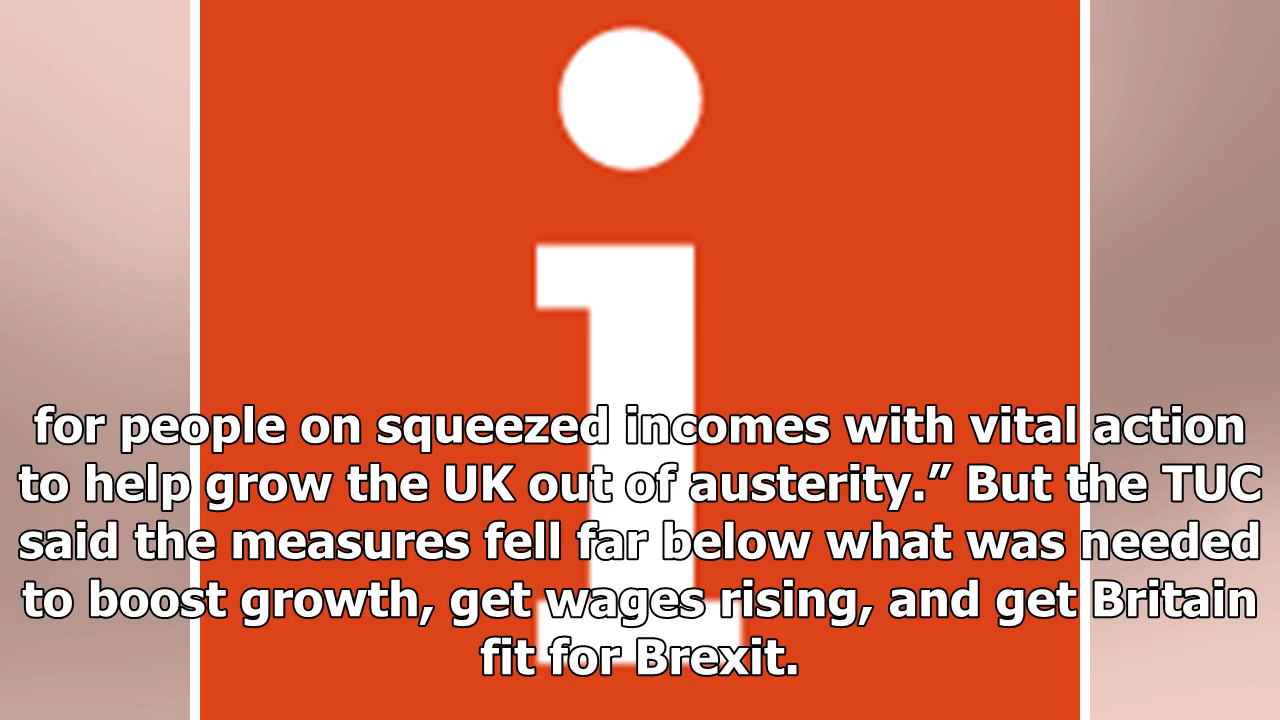 i
for people on squeezed incomes with vital action
to help grow the UK out of austerity.” But the TUC
said the measures fell far below what was needed
to boost growth, get wages rising, and get Britain
fit for Brexit.